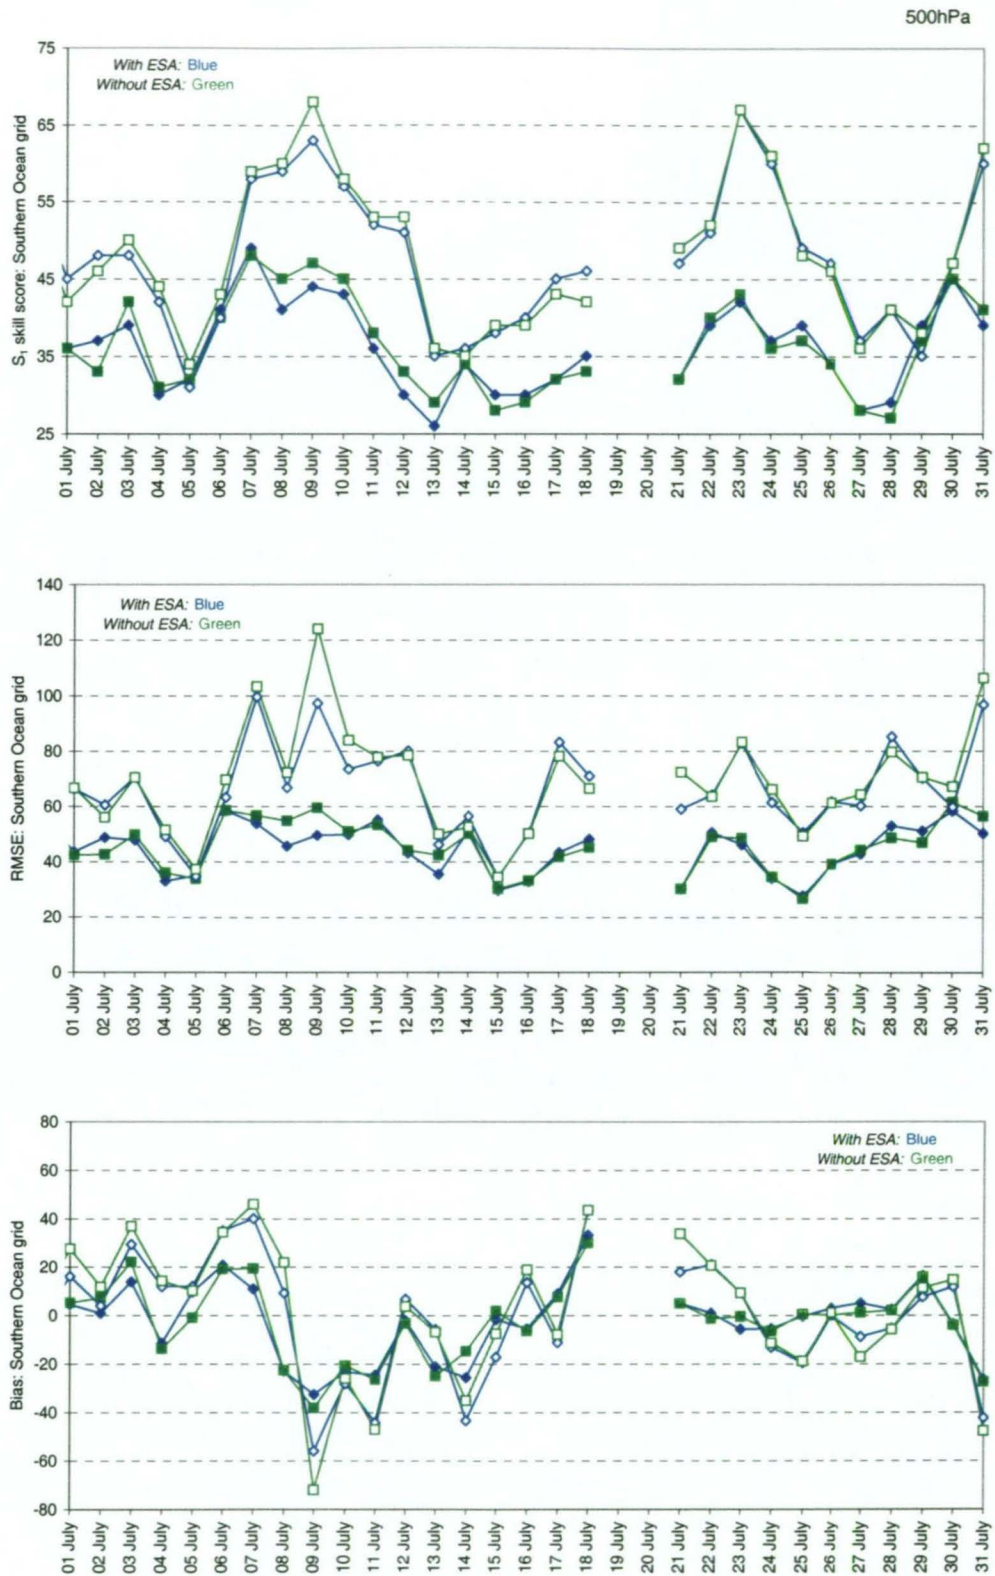 500hPa
75
65
55
45
35
25
S1 skill score: Southern Ocean grid
With ESA: Blue
Without ESA: Green
01 July
02 July
03 July
04 July
05 July
06 July
07 July
08 July
09 July
10 July
11 July
12 July
13 July
14 July
15 July
16 July
17 July
18 July
19 July
20 July
21 July
22 July
23 July
24 July
25 July
26 July
27 July
28 July
29 July
30 July
31 July
140
120
100
80
60
40
20
0
RMSE: Southern Ocean grid
With ESA: Blue
Without ESA: Green
01 July
02 July
03 July
04 July
05 July
06 July
07 July
08 July
09 July
10 July
11 July
12 July
13 July
14 July
15 July
16 July
17 July
18 July
19 July
20 July
21 July
22 July
23 July
24 July
25 July
26 July
27 July
28 July
29 July
30 July
31 July
80
60
40
20
0
-20
-40
-60
-80
Bias: Southern Ocean grid
With ESA: Blue
Without ESA: Green
01 July
02 July
03 July
04 July
05 July
06 July
07 July
08 July
09 July
10 July
11 July
12 July
13 July
14 July
15 July
16 July
17 July
18 July
19 July
20 July
21 July
22 July
23 July
24 July
25 July
26 July
27 July
28 July
29 July
30 July
31 July